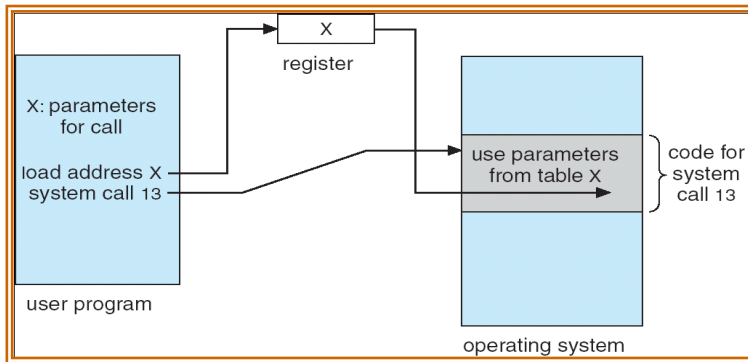 X
register
X: parameters
for call
load address X
system call 13
user program
use parameters
from table X
code for
system
call 13
operating system